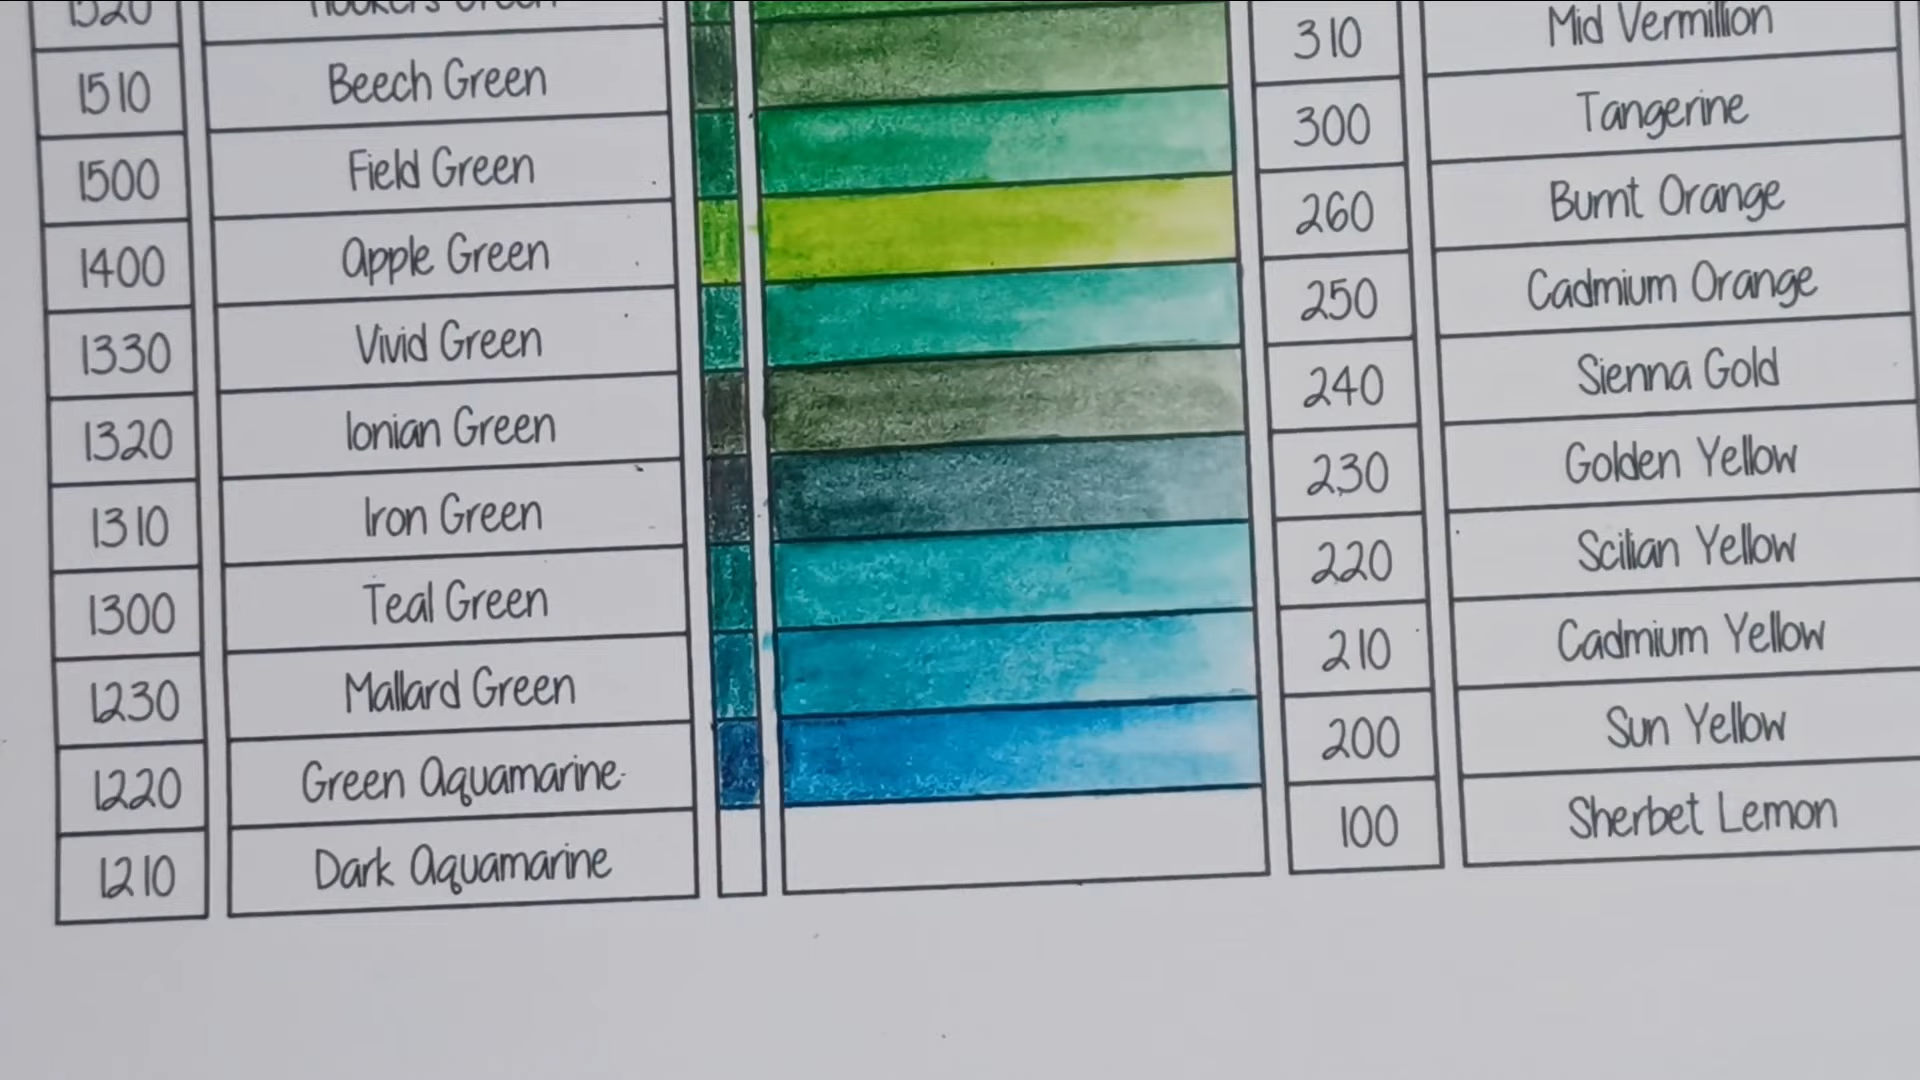 1320 Hookers Green
1510 Beech Green
1500 Field Green
1400 Apple Green
1330 Vivid Green
1320 Ionian Green
1310 Iron Green
1300 Teal Green
1230 Mallard Green
1220 Green Aquamarine
1210 Dark Aquamarine
310 Mid Vermillion
300 Tangerine
260 Burnt Orange
250 Cadmium Orange
240 Sienna Gold
230 Golden Yellow
220 Scilian Yellow
210 Cadmium Yellow
200 Sun Yellow
100 Sherbet Lemon